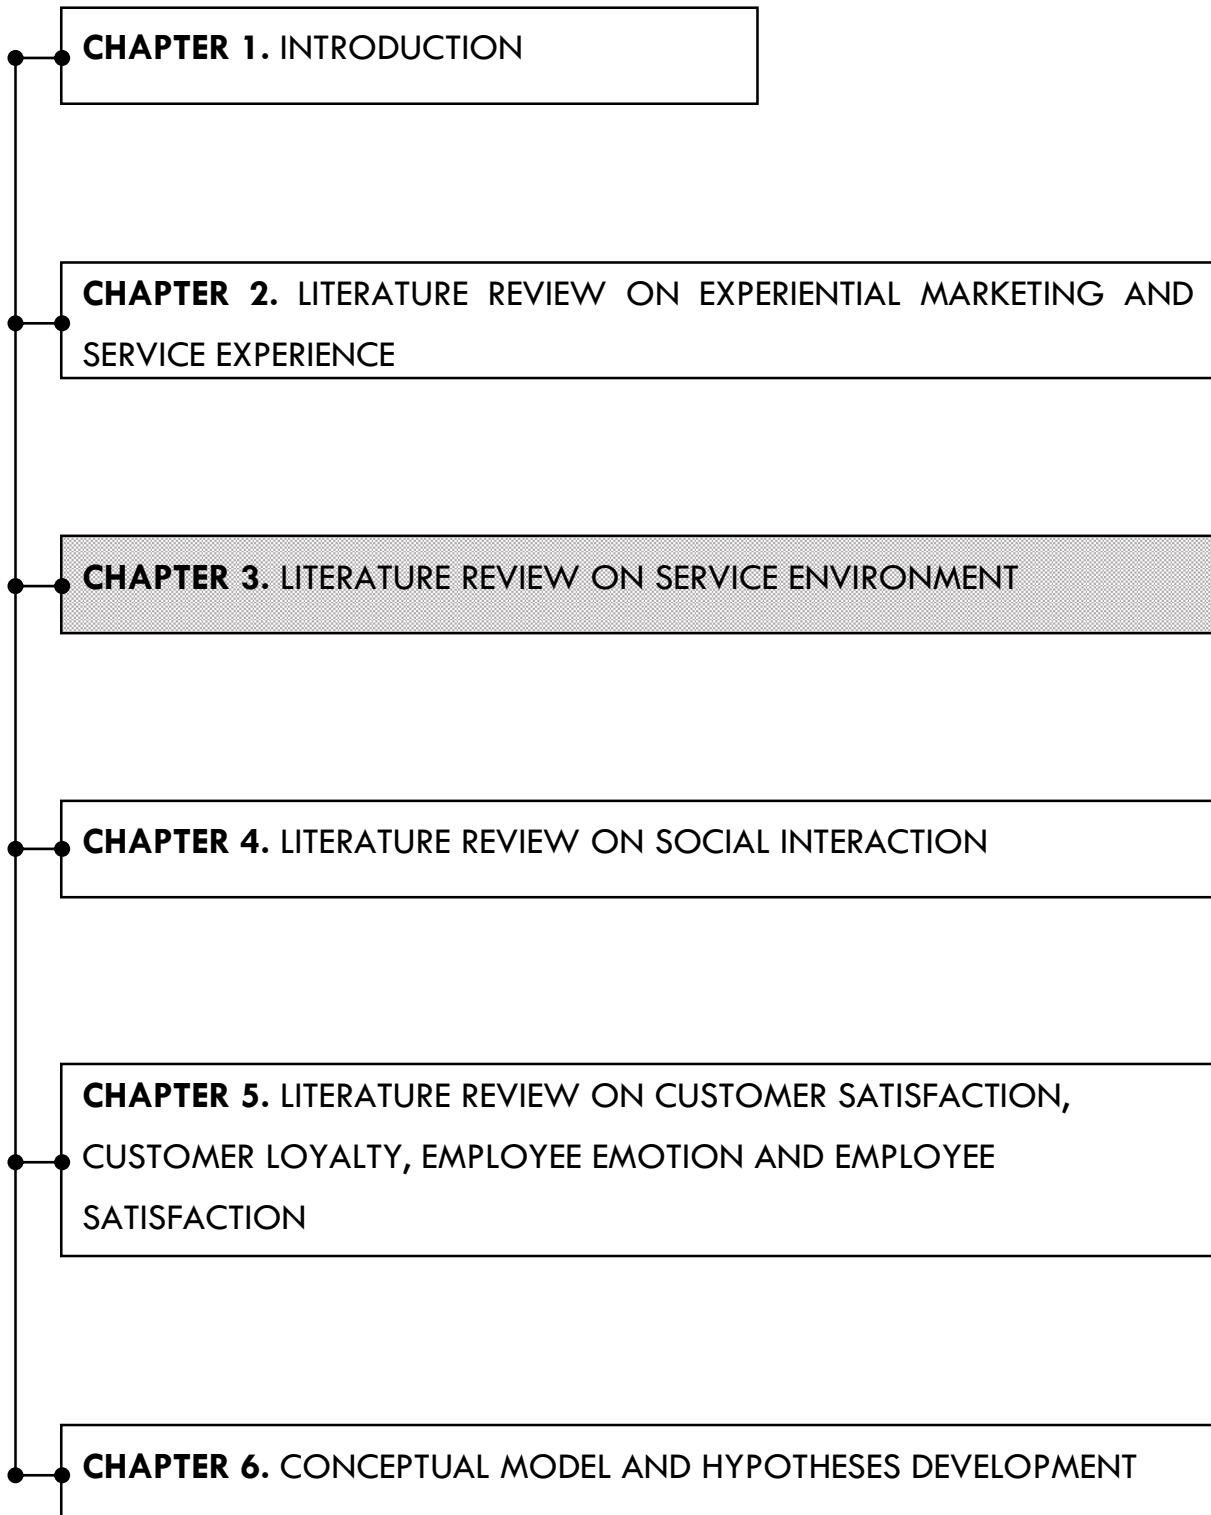 CHAPTER 1. INTRODUCTION
CHAPTER 2. LITERATURE REVIEW ON EXPERIENTIAL MARKETING AND
SERVICE EXPERIENCE
CHAPTER 3. LITERATURE REVIEW ON SERVICE ENVIRONMENT
CHAPTER 4. LITERATURE REVIEW ON SOCIAL INTERACTION
CHAPTER 5. LITERATURE REVIEW ON CUSTOMER SATISFACTION,
CUSTOMER LOYALTY, EMPLOYEE EMOTION AND EMPLOYEE
SATISFACTION
CHAPTER 6. CONCEPTUAL MODEL AND HYPOTHESES DEVELOPMENT